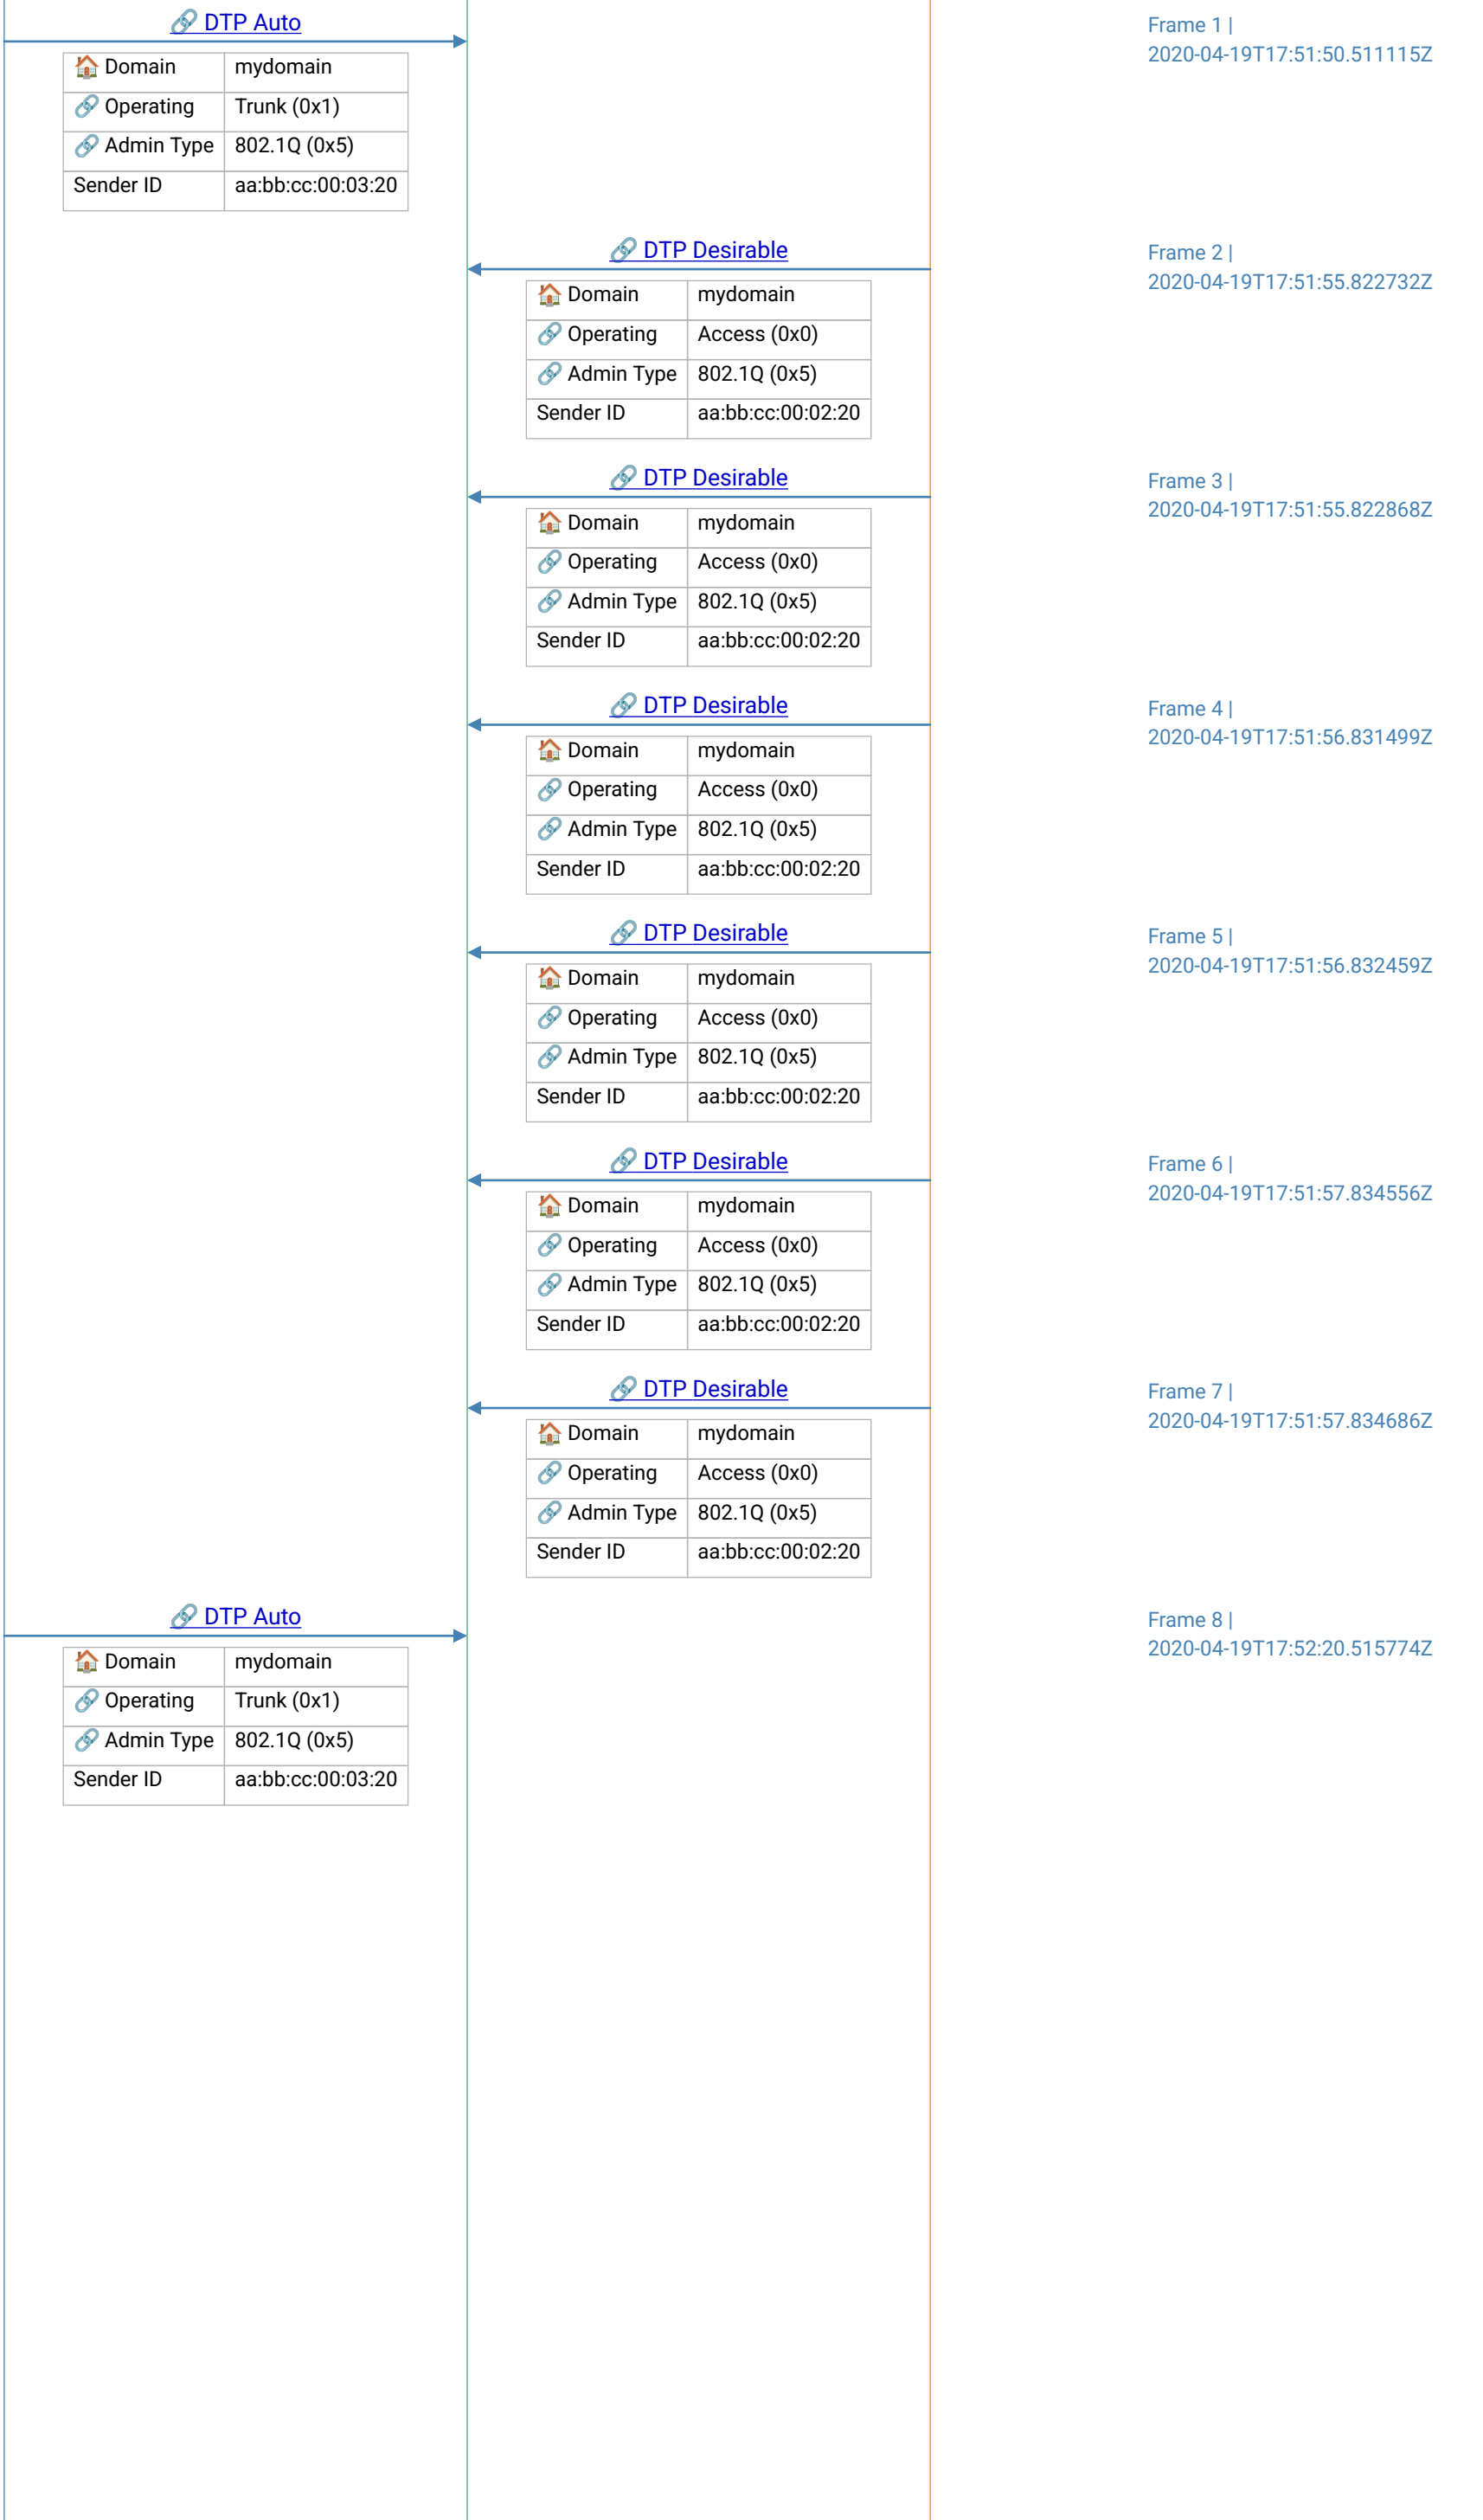 🔗 DTP Auto
Frame 1 |
2020-04-19T17:51:50.511115Z
🏠 Domain mydomain
🔗 Operating Trunk (0x1)
🔗 Admin Type 802.1Q (0x5)
Sender ID aa:bb:cc:00:03:20
🔗 DTP Desirable
Frame 2 |
2020-04-19T17:51:55.822732Z
🏠 Domain mydomain
🔗 Operating Access (0x0)
🔗 Admin Type 802.1Q (0x5)
Sender ID aa:bb:cc:00:02:20
🔗 DTP Desirable
Frame 3 |
2020-04-19T17:51:55.822868Z
🏠 Domain mydomain
🔗 Operating Access (0x0)
🔗 Admin Type 802.1Q (0x5)
Sender ID aa:bb:cc:00:02:20
🔗 DTP Desirable
Frame 4 |
2020-04-19T17:51:56.831499Z
🏠 Domain mydomain
🔗 Operating Access (0x0)
🔗 Admin Type 802.1Q (0x5)
Sender ID aa:bb:cc:00:02:20
🔗 DTP Desirable
Frame 5 |
2020-04-19T17:51:56.832459Z
🏠 Domain mydomain
🔗 Operating Access (0x0)
🔗 Admin Type 802.1Q (0x5)
Sender ID aa:bb:cc:00:02:20
🔗 DTP Desirable
Frame 6 |
2020-04-19T17:51:57.834556Z
🏠 Domain mydomain
🔗 Operating Access (0x0)
🔗 Admin Type 802.1Q (0x5)
Sender ID aa:bb:cc:00:02:20
🔗 DTP Desirable
Frame 7 |
2020-04-19T17:51:57.834686Z
🏠 Domain mydomain
🔗 Operating Access (0x0)
🔗 Admin Type 802.1Q (0x5)
Sender ID aa:bb:cc:00:02:20
🔗 DTP Auto
Frame 8 |
2020-04-19T17:52:20.515774Z
🏠 Domain mydomain
🔗 Operating Trunk (0x1)
🔗 Admin Type 802.1Q (0x5)
Sender ID aa:bb:cc:00:03:20